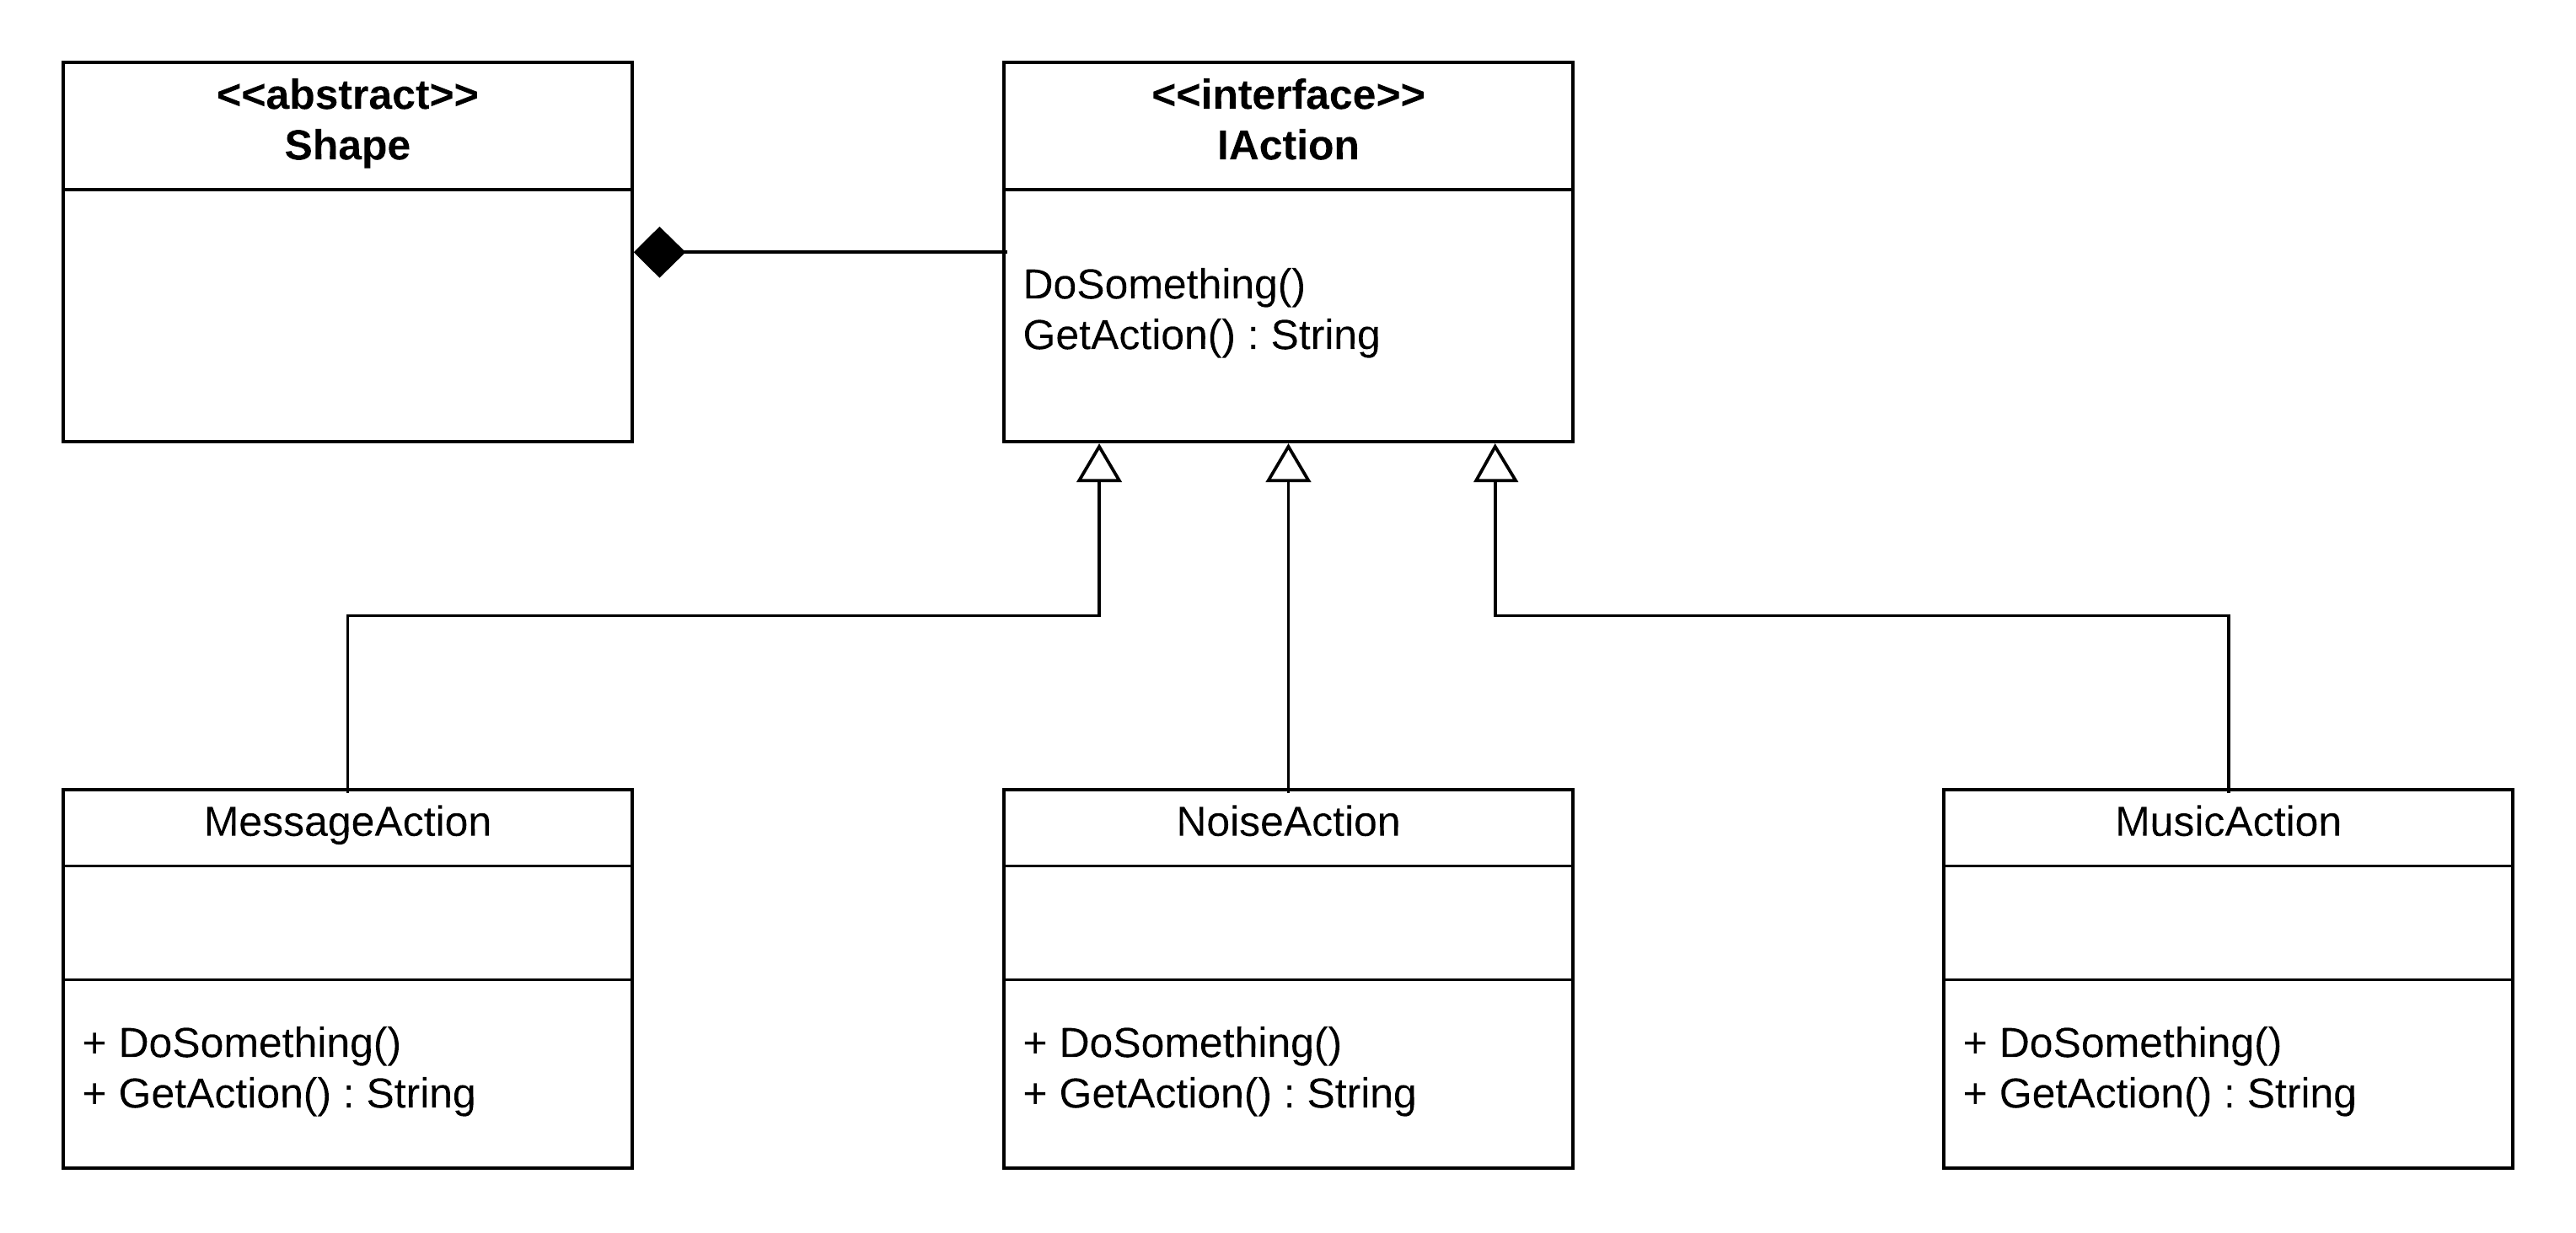 <<abstract>>
Shape
<<interface>>
IAction
DoSomething()
GetAction() : String
MessageAction
+ DoSomething()
+ GetAction() : String
NoiseAction
+ DoSomething()
+ GetAction() : String
MusicAction
+ DoSomething()
+ GetAction() : String